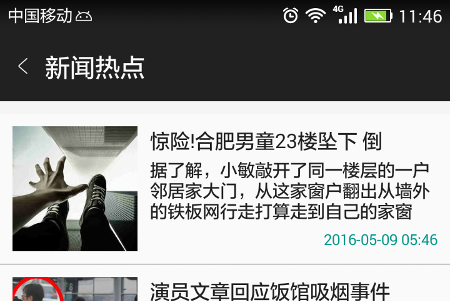 中国移动
4G
11:46
新闻热点
惊险!合肥男童23楼坠下 倒
据了解，小敏敲开了同一楼层的一户
邻居家大门，从这家窗户翻出从墙外
的铁板网行走打算走到自己的家窗
2016-05-09 05:46
演员文章回应饭馆吸烟事件